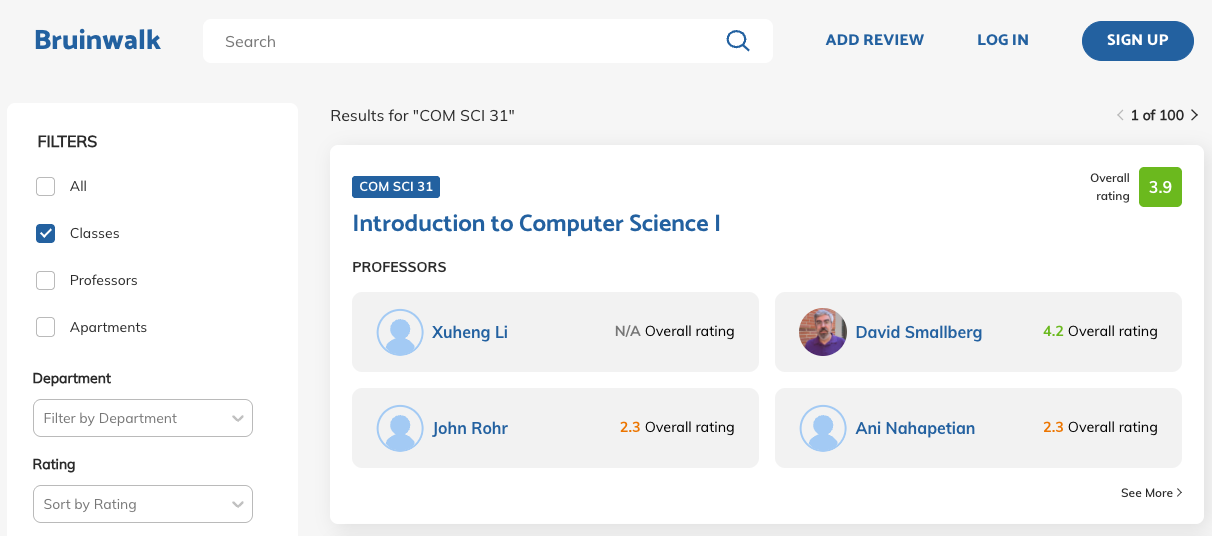 Bruinwalk
Search
ADD REVIEW
LOG IN
SIGN UP
FILTERS
All
Classes
Professors
Apartments
Department
Filter by Department
Rating
Sort by Rating
Results for "COM SCI 31"
1 of 100
COM SCI 31
Overall
rating
3.9
Introduction to Computer Science I
PROFESSORS
Xuheng Li
N/A Overall rating
David Smallberg
4.2 Overall rating
John Rohr
2.3 Overall rating
Ani Nahapetian
2.3 Overall rating
See More